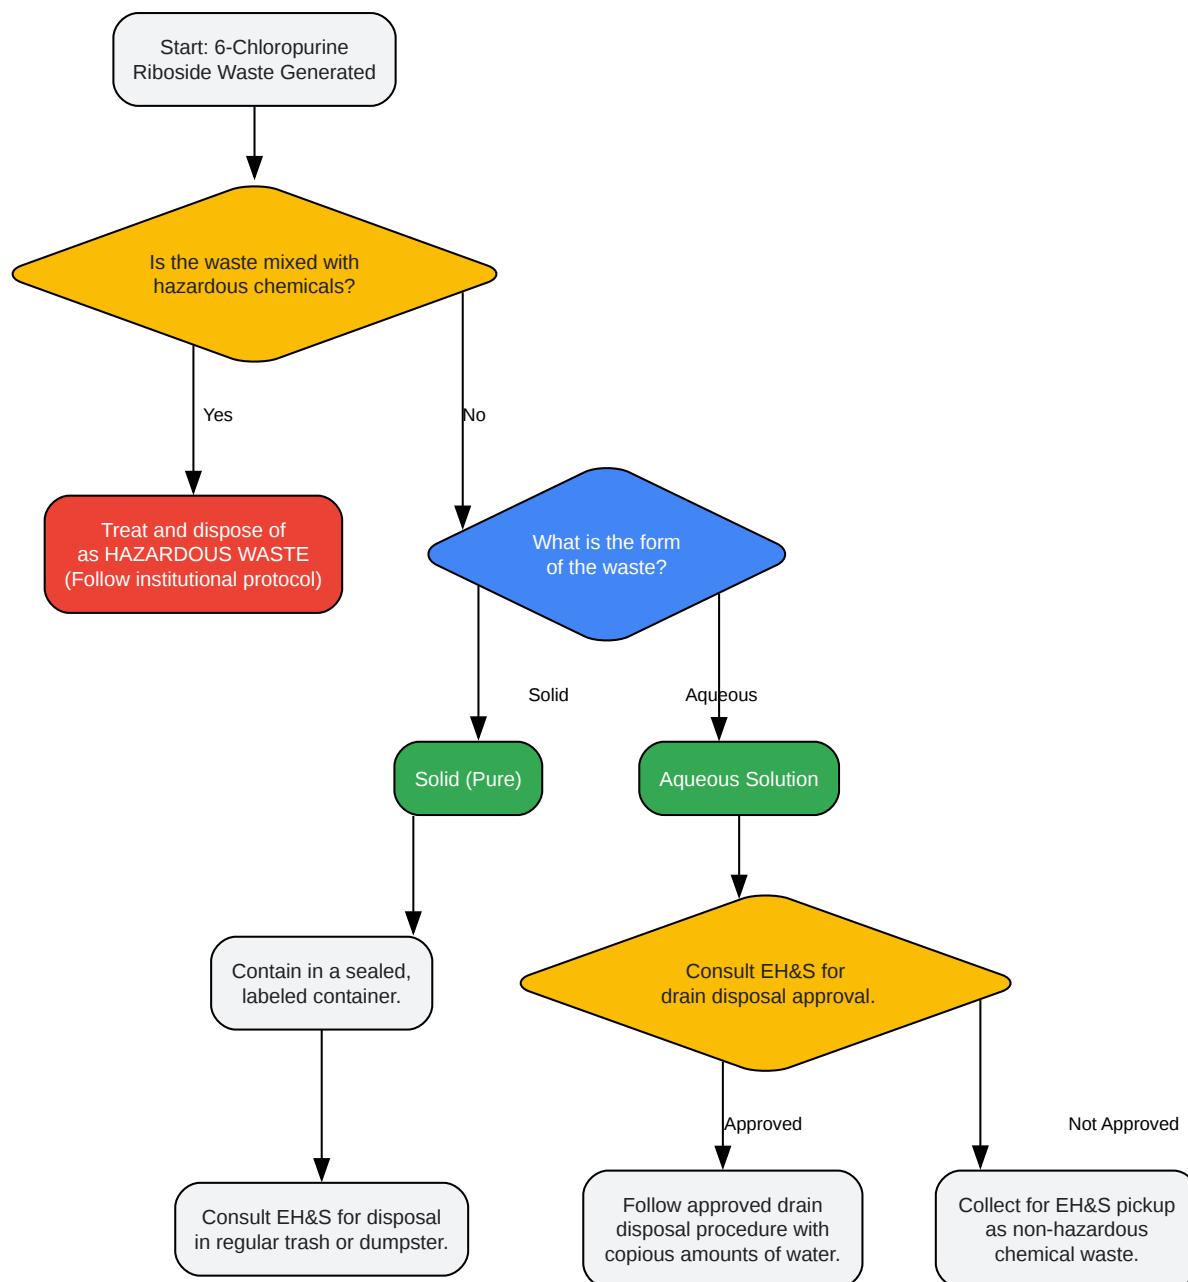 Start: 6-Chloropurine
Riboside Waste Generated
Is the waste mixed with
hazardous chemicals?
Yes
No
Treat and dispose of
as HAZARDOUS WASTE
(Follow institutional protocol)
What is the form
of the waste?
Solid
Aqueous
Solid (Pure)
Aqueous Solution
Contain in a sealed,
labeled container.
Consult EH&S for
drain disposal approval.
Approved
Not Approved
Consult EH&S for disposal
in regular trash or dumpster.
Follow approved drain
disposal procedure with
copious amounts of water.
Collect for EH&S pickup
as non-hazardous
chemical waste.